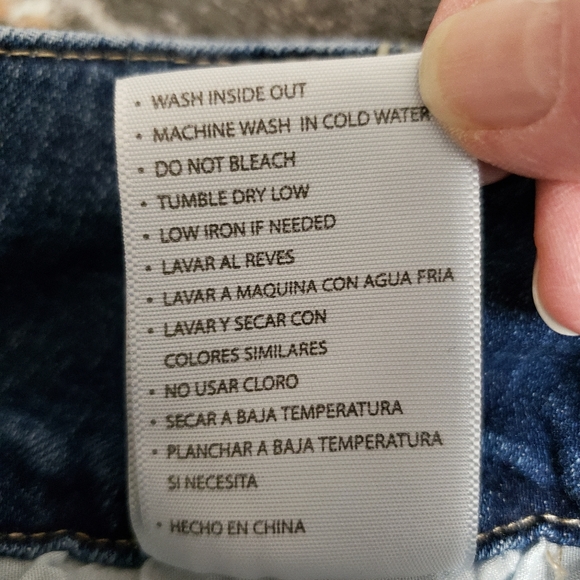 • WASH INSIDE OUT
• MACHINE WASH IN COLD WATER
• DO NOT BLEACH
• TUMBLE DRY LOW
• LOW IRON IF NEEDED
• LAVAR AL REVES
• LAVAR A MAQUINA CON AGUA FRIA
• LAVAR Y SECAR CON
COLORES SIMILARES
• NO USAR CLORO
• SECAR A BAJA TEMPERATURA
• PLANCHAR A BAJA TEMPERATURA
SI NECESITA
• HECHO EN CHINA